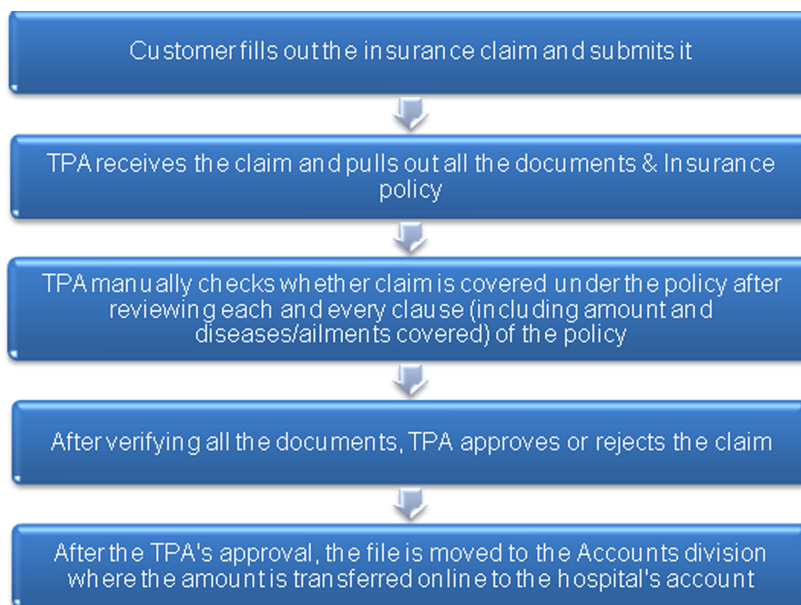 Customer fills out the insurance claim and submits it
TPA receives the claim and pulls out all the documents & Insurance
policy
TPA manually checks whether claim is covered under the policy after
reviewing each and every clause (including amount and
diseases/ailments covered) of the policy
After verifying all the documents, TPA approves or rejects the claim
After the TPA's approval, the file is moved to the Accounts division
where the amount is transferred online to the hospital's account